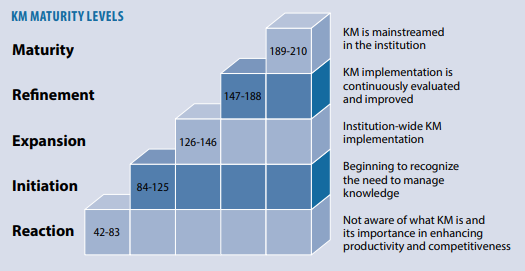 KM MATURITY LEVELS
Maturity
189-210
KM is mainstreamed
in the institution
Refinement
147-188
KM implementation is
continuously evaluated
and improved
Expansion
126-146
Institution-wide KM
implementation
Initiation
84-125
Beginning to recognize
the need to manage
knowledge
Reaction
42-83
Not aware of what KM is and
its importance in enhancing
productivity and competitiveness